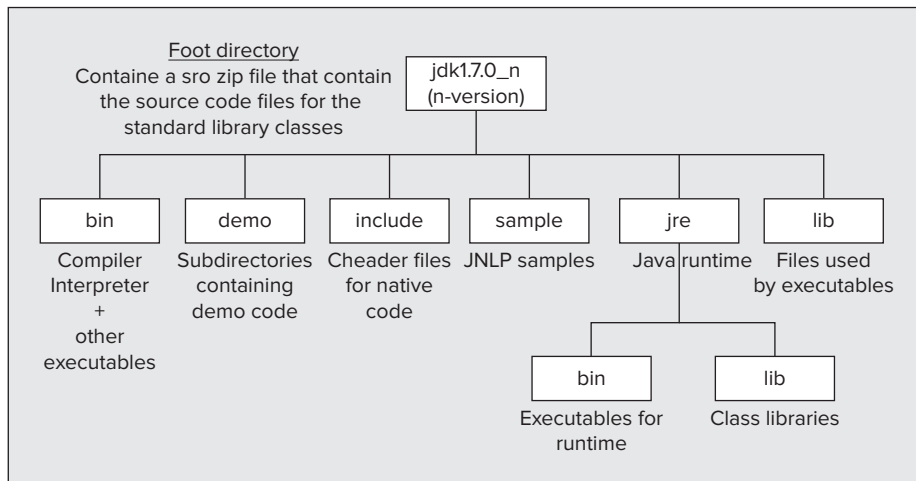 Foot directory
Containe a sro zip file that contain
the source code files for the
standard library classes
jdk1.7.0_n
(n-version)
bin
Compiler
Interpreter
+
other
executables
demo
Subdirectories
containing
demo code
include
Cheader files
for native
code
sample
JNLP samples
jre
Java runtime
lib
Files used
by executables
bin
Executables for
runtime
lib
Class libraries